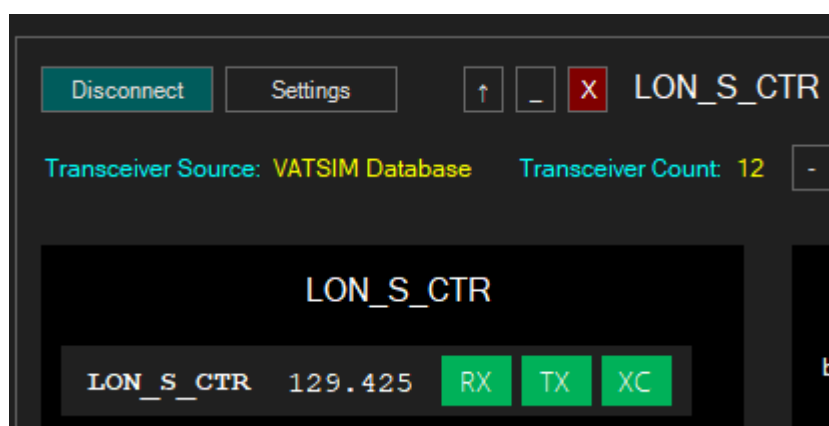 Disconnect Settings ↑ _ X LON_S_CTR
Transceiver Source: VATSIM Database Transceiver Count: 12 -
LON_S_CTR
LON_S_CTR 129.425 RX TX XC